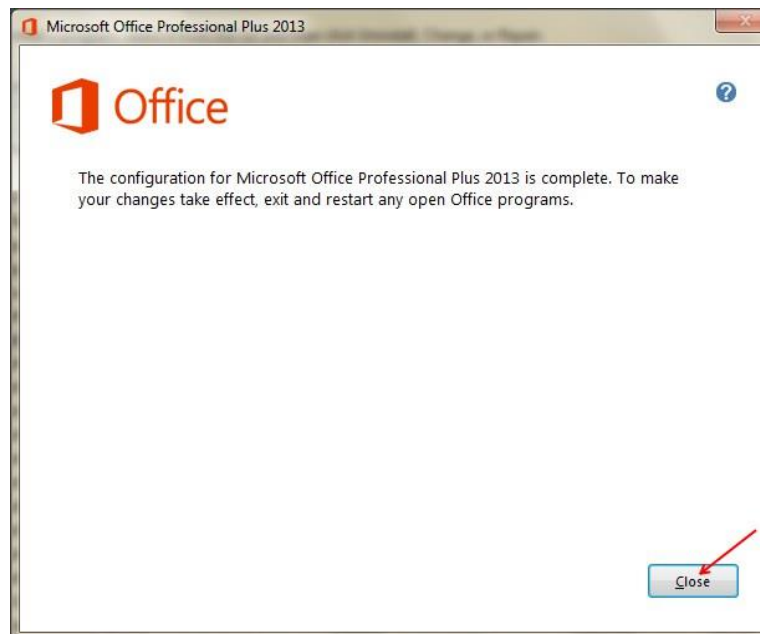 Microsoft Office Professional Plus 2013
Office
The configuration for Microsoft Office Professional Plus 2013 is complete. To make
your changes take effect, exit and restart any open Office programs.
Close